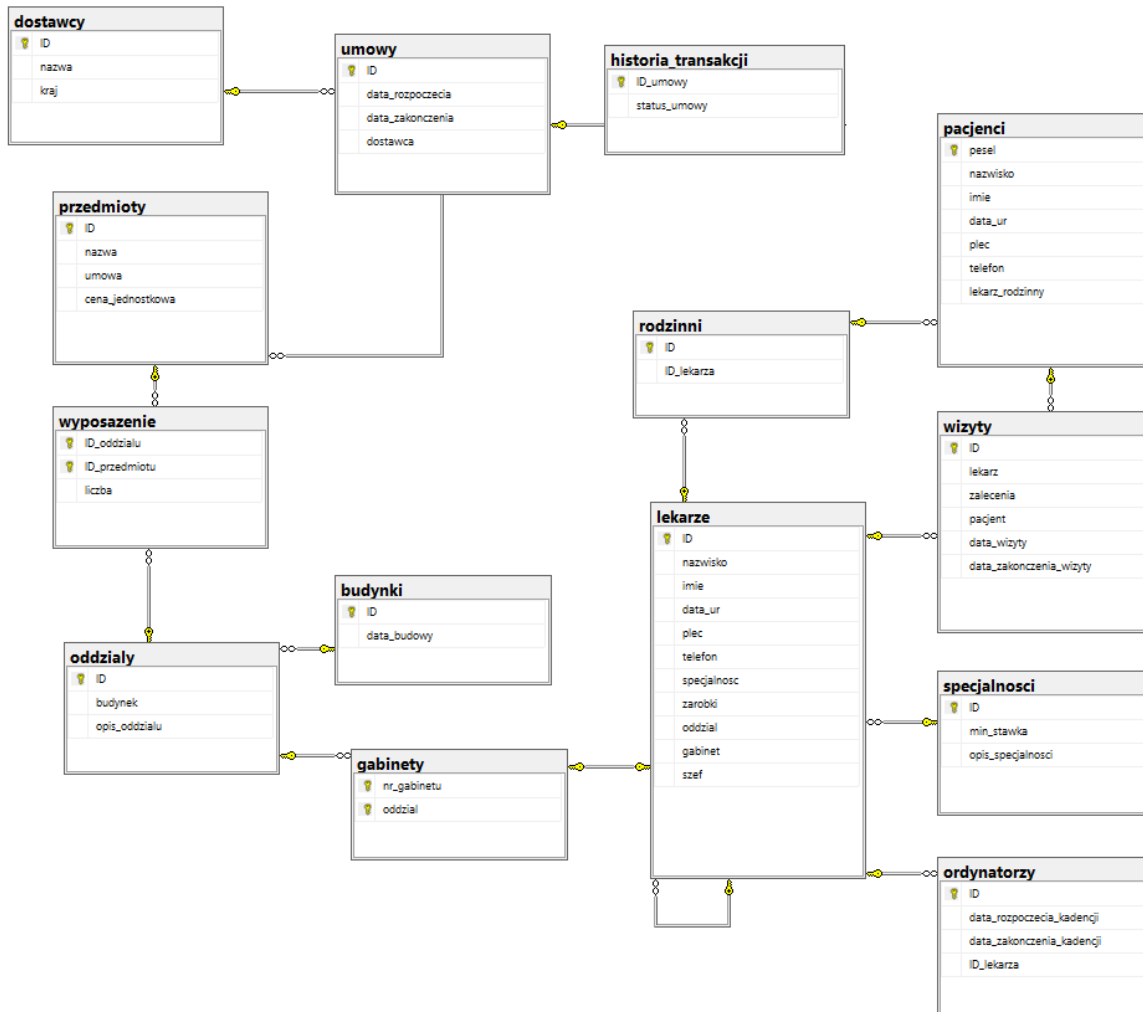 dostawcy
ID
nazwa
kraj
umowy
ID
data_rozpoczecia
data_zakonczenia
dostawca
historia_transakcji
ID_umowy
status_umowy
pacjenci
pesel
nazwisko
imie
data_ur
plec
telefon
lekarz_rodzinny
przedmioty
ID
nazwa
umowa
cena_jednostkowa
rodzinni
ID
ID_lekarza
wyposazenie
ID_oddzialu
ID_przedmiotu
liczba
wizyty
ID
lekarz
zalecenia
pacjent
data_wizyty
data_zakonczenia_wizyty
lekarze
ID
nazwisko
imie
data_ur
plec
telefon
specjalnosc
zarobki
oddzial
gabinet
szef
budynki
ID
data_budowy
oddzialy
ID
budynek
opis_oddzialu
specjalnosci
ID
min_stawka
opis_specjalnosci
gabinety
nr_gabinetu
oddzial
ordynatorzy
ID
data_rozpoczecia_kadencji
data_zakonczenia_kadencji
ID_lekarza